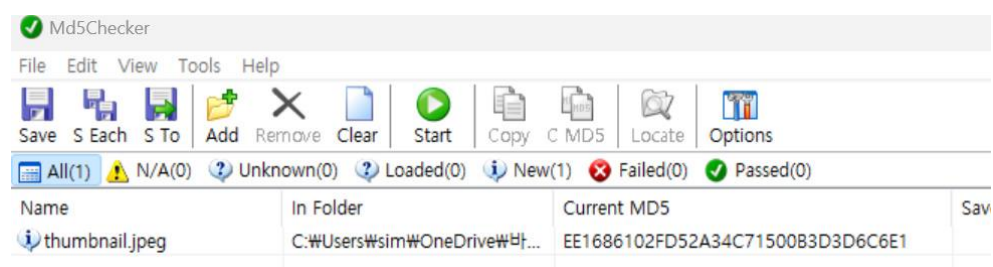 Md5Checker
File Edit View Tools Help
Save S Each S To Add Remove Clear Start Copy C MD5 Locate Options
All(1) N/A(0) Unknown(0) Loaded(0) New(1) Failed(0) Passed(0)
Name In Folder Current MD5 Sav
thumbnail.jpeg C:₩Users₩sim₩OneDrive₩바... EE1686102FD52A34C71500B3D3D6C6E1